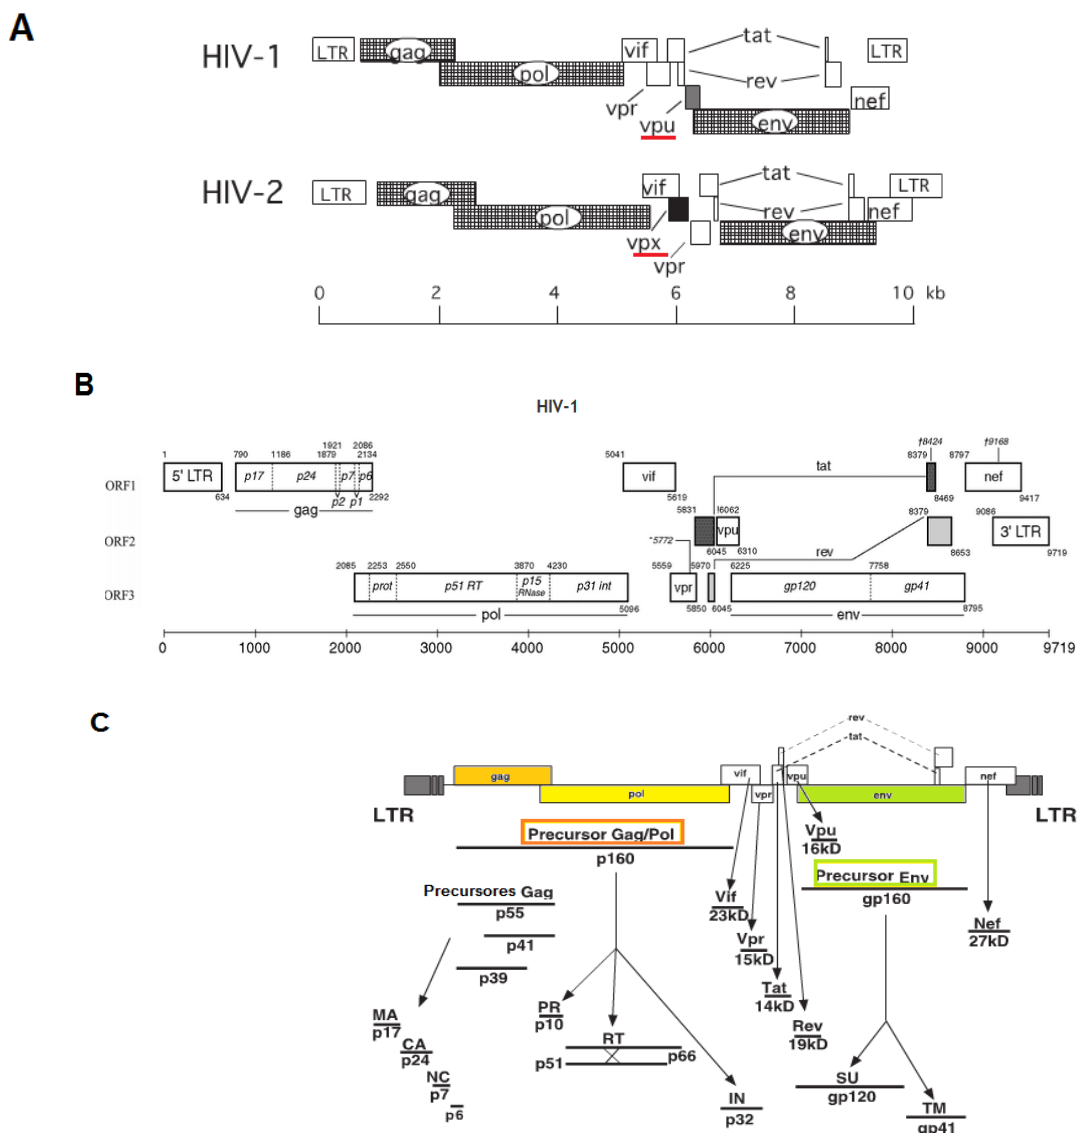 A
HIV-1
LTR
gag
pol
vif
vpr
vpu
tat
rev
env
nef
LTR
HIV-2
LTR
gag
pol
vif
vpx
vpr
tat
rev
env
nef
LTR
0 2 4 6 8 10 kb
B
HIV-1
ORF1
ORF2
ORF3
1
5' LTR
634
790 1186 1921 2086
1879 2134
p17 p24 p7 p6
p2 p1
2292
gag
5041
vif
5619
tat
†8424
8379
8469
8797
†9168
nef
9417
5831
6062
vpu
6045 6310
*5772
rev
8379
8653
9086
3' LTR
9719
2085 2253 2550 3870 4230
prot p51 RT p15 RNase p31 int
5096
pol
5559 5970
vpr
5850 6045
6225 7758
gp120 gp41
8795
env
0 1000 2000 3000 4000 5000 6000 7000 8000 9000 9719
C
LTR
gag
pol
vif
vpr
vpu
rev
tat
env
nef
LTR
Precursor Gag/Pol
p160
Precursores Gag
p55
p41
p39
MA
p17
CA
p24
NC
p7
p6
PR
p10
RT
p66
p51
IN
p32
Vif
23kD
Vpr
15kD
Tat
14kD
Rev
19kD
Vpu
16kD
Precursor Env
gp160
SU
gp120
TM
gp41
Nef
27kD